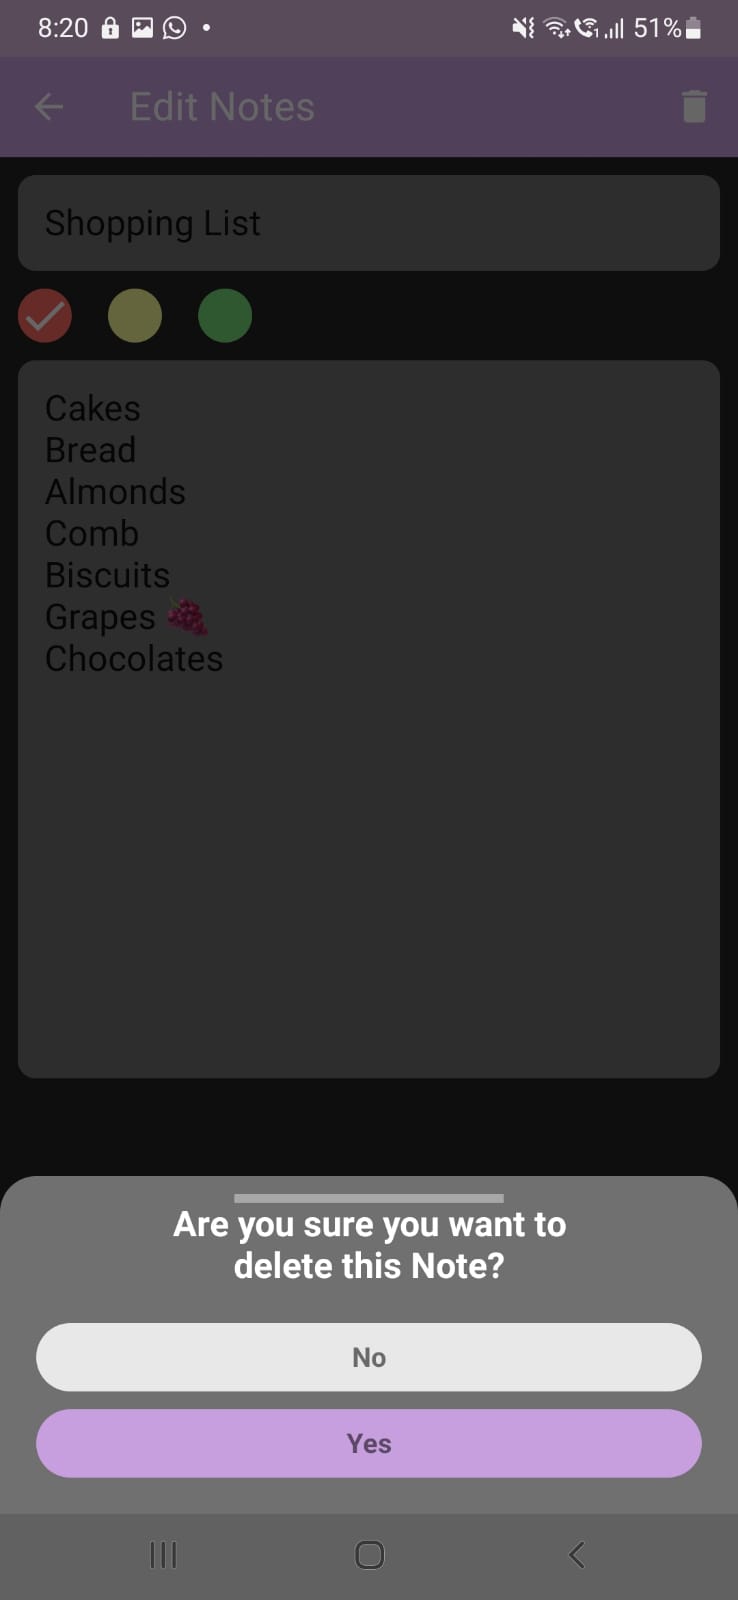 8:20 51%
Edit Notes
Shopping List
Cakes
Bread
Almonds
Comb
Biscuits
Grapes 🍇
Chocolates
Are you sure you want to
delete this Note?
No
Yes